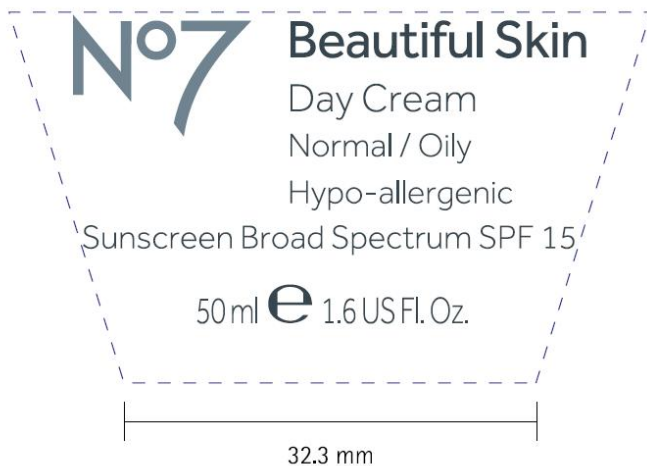 No7 Beautiful Skin
Day Cream
Normal / Oily
Hypo-allergenic
Sunscreen Broad Spectrum SPF 15
50 ml e 1.6 US Fl. Oz.
32.3 mm